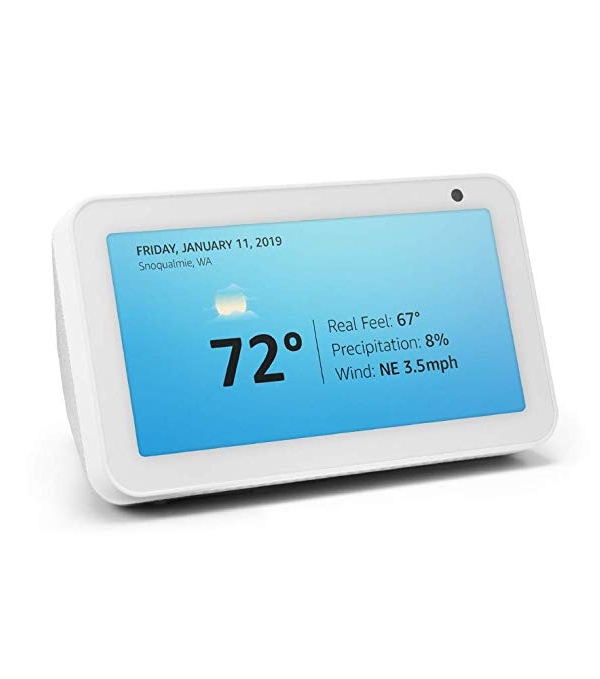 FRIDAY, JANUARY 11, 2019
Snoqualmie, WA
72°
Real Feel: 67°
Precipitation: 8%
Wind: NE 3.5mph